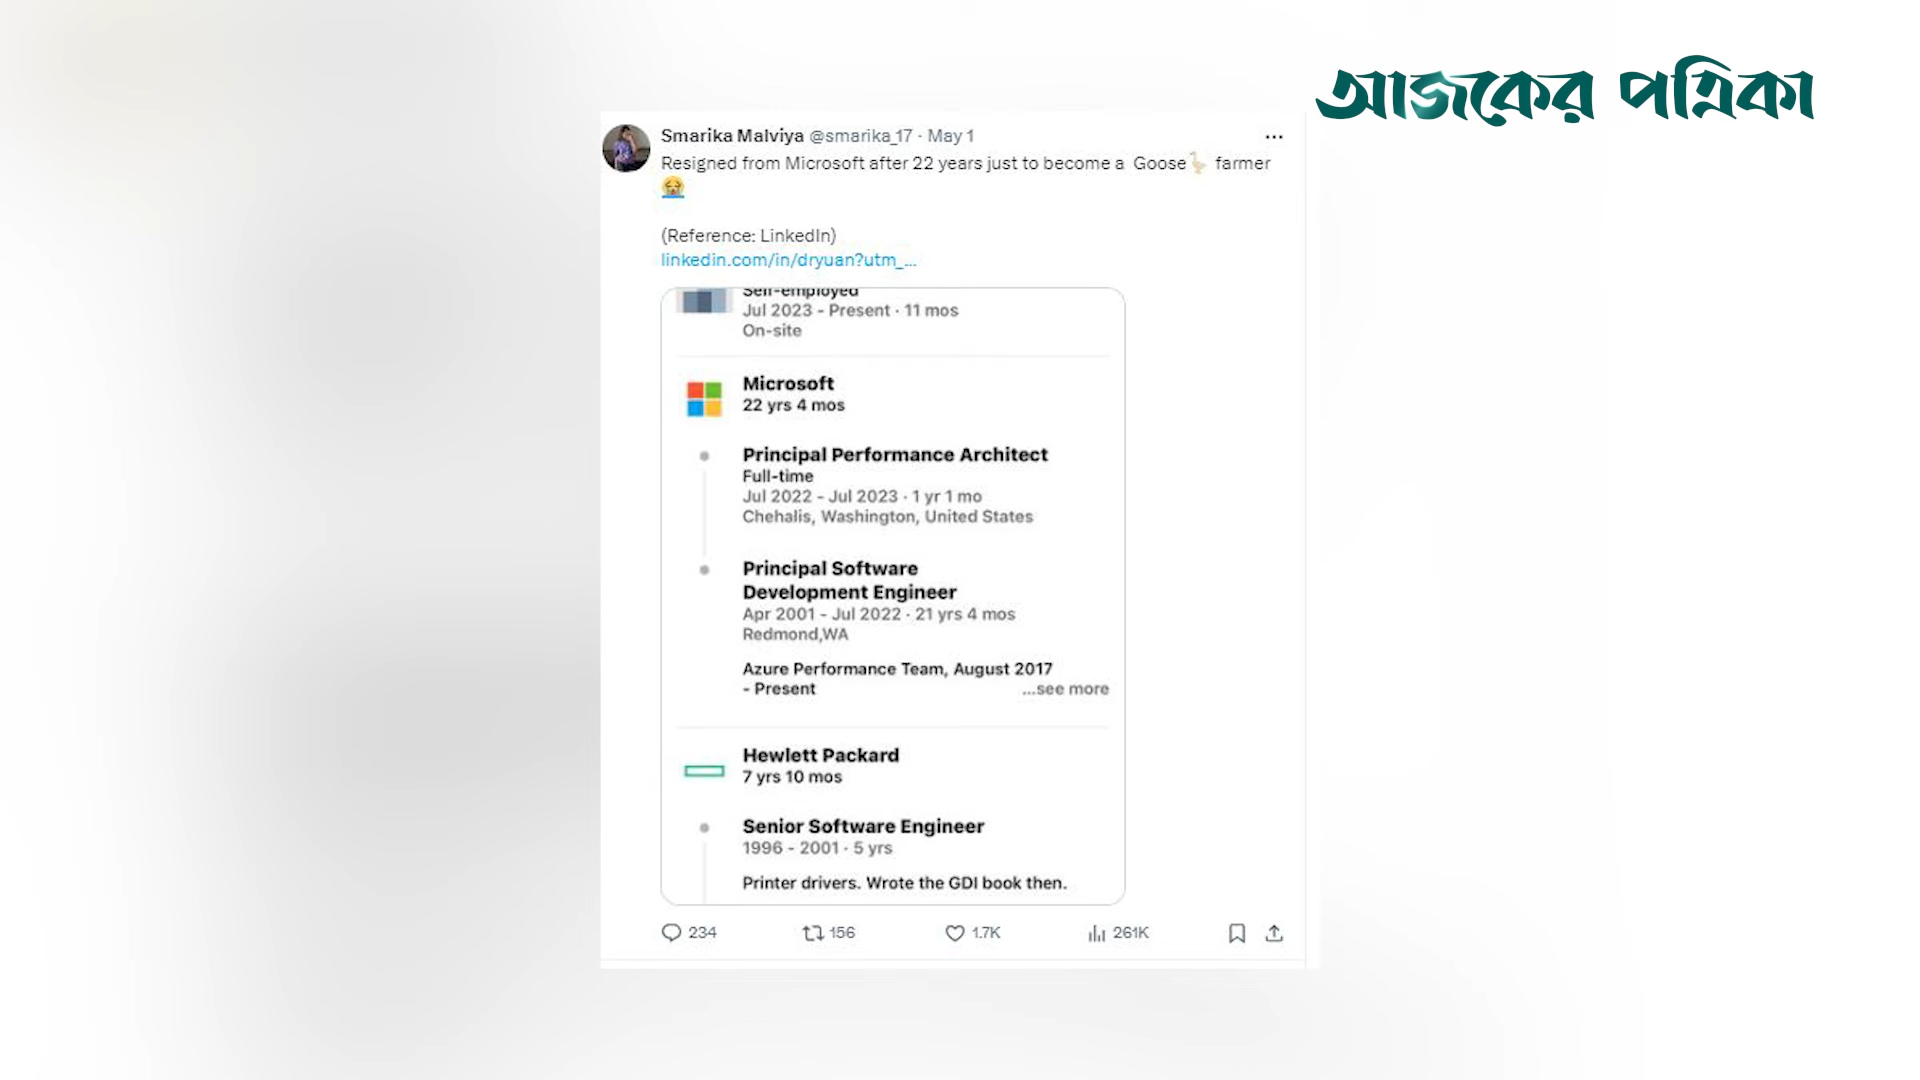 আজকের পত্রিকা
Smarika Malviya @smarika_17 · May 1
Resigned from Microsoft after 22 years just to become a Goose🪿 farmer
😭
(Reference: LinkedIn)
linkedin.com/in/dryuan?utm_...
Self-employed
Jul 2023 - Present · 11 mos
On-site
Microsoft
22 yrs 4 mos
Principal Performance Architect
Full-time
Jul 2022 - Jul 2023 · 1 yr 1 mo
Chehalis, Washington, United States
Principal Software
Development Engineer
Apr 2001 - Jul 2022 · 21 yrs 4 mos
Redmond,WA
Azure Performance Team, August 2017
- Present ...see more
Hewlett Packard
7 yrs 10 mos
Senior Software Engineer
1996 - 2001 · 5 yrs
Printer drivers. Wrote the GDI book then.
234 156 1.7K 261K